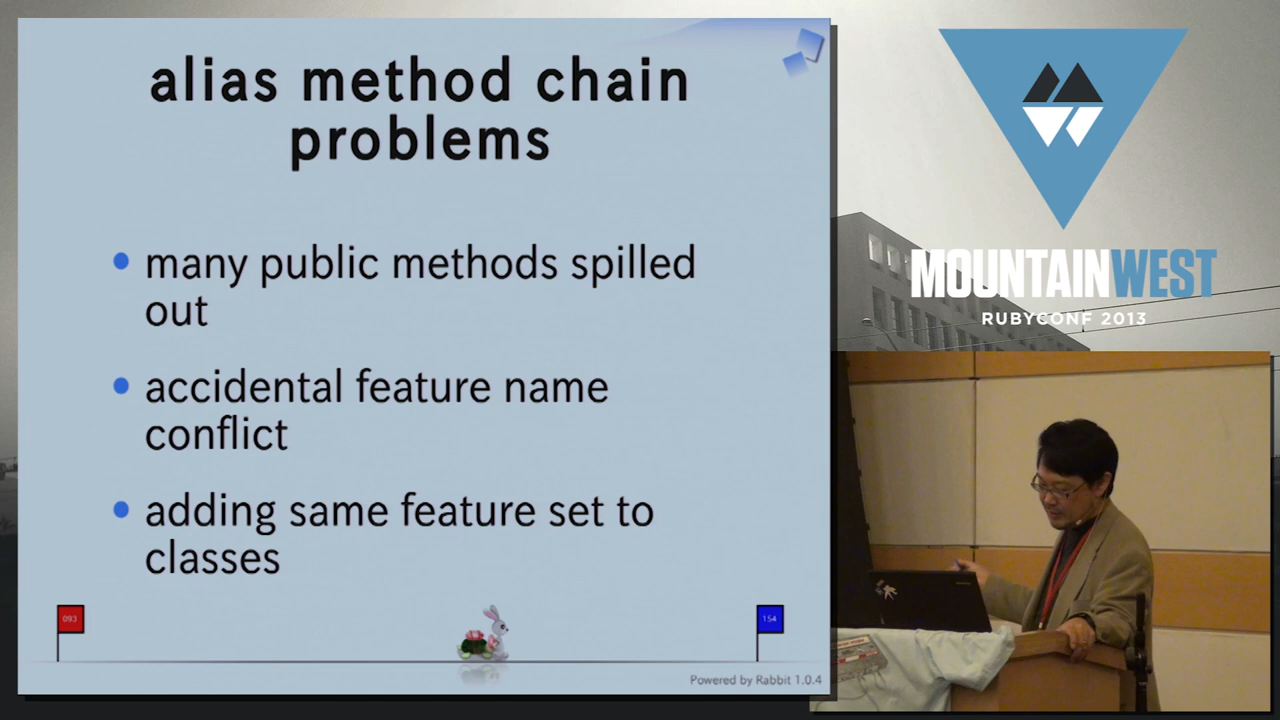 alias method chain
problems
many public methods spilled
out
accidental feature name
conflict
adding same feature set to
classes
093
154
Powered by Rabbit 1.0.4
MOUNTAINWEST
RUBYCONF 2013